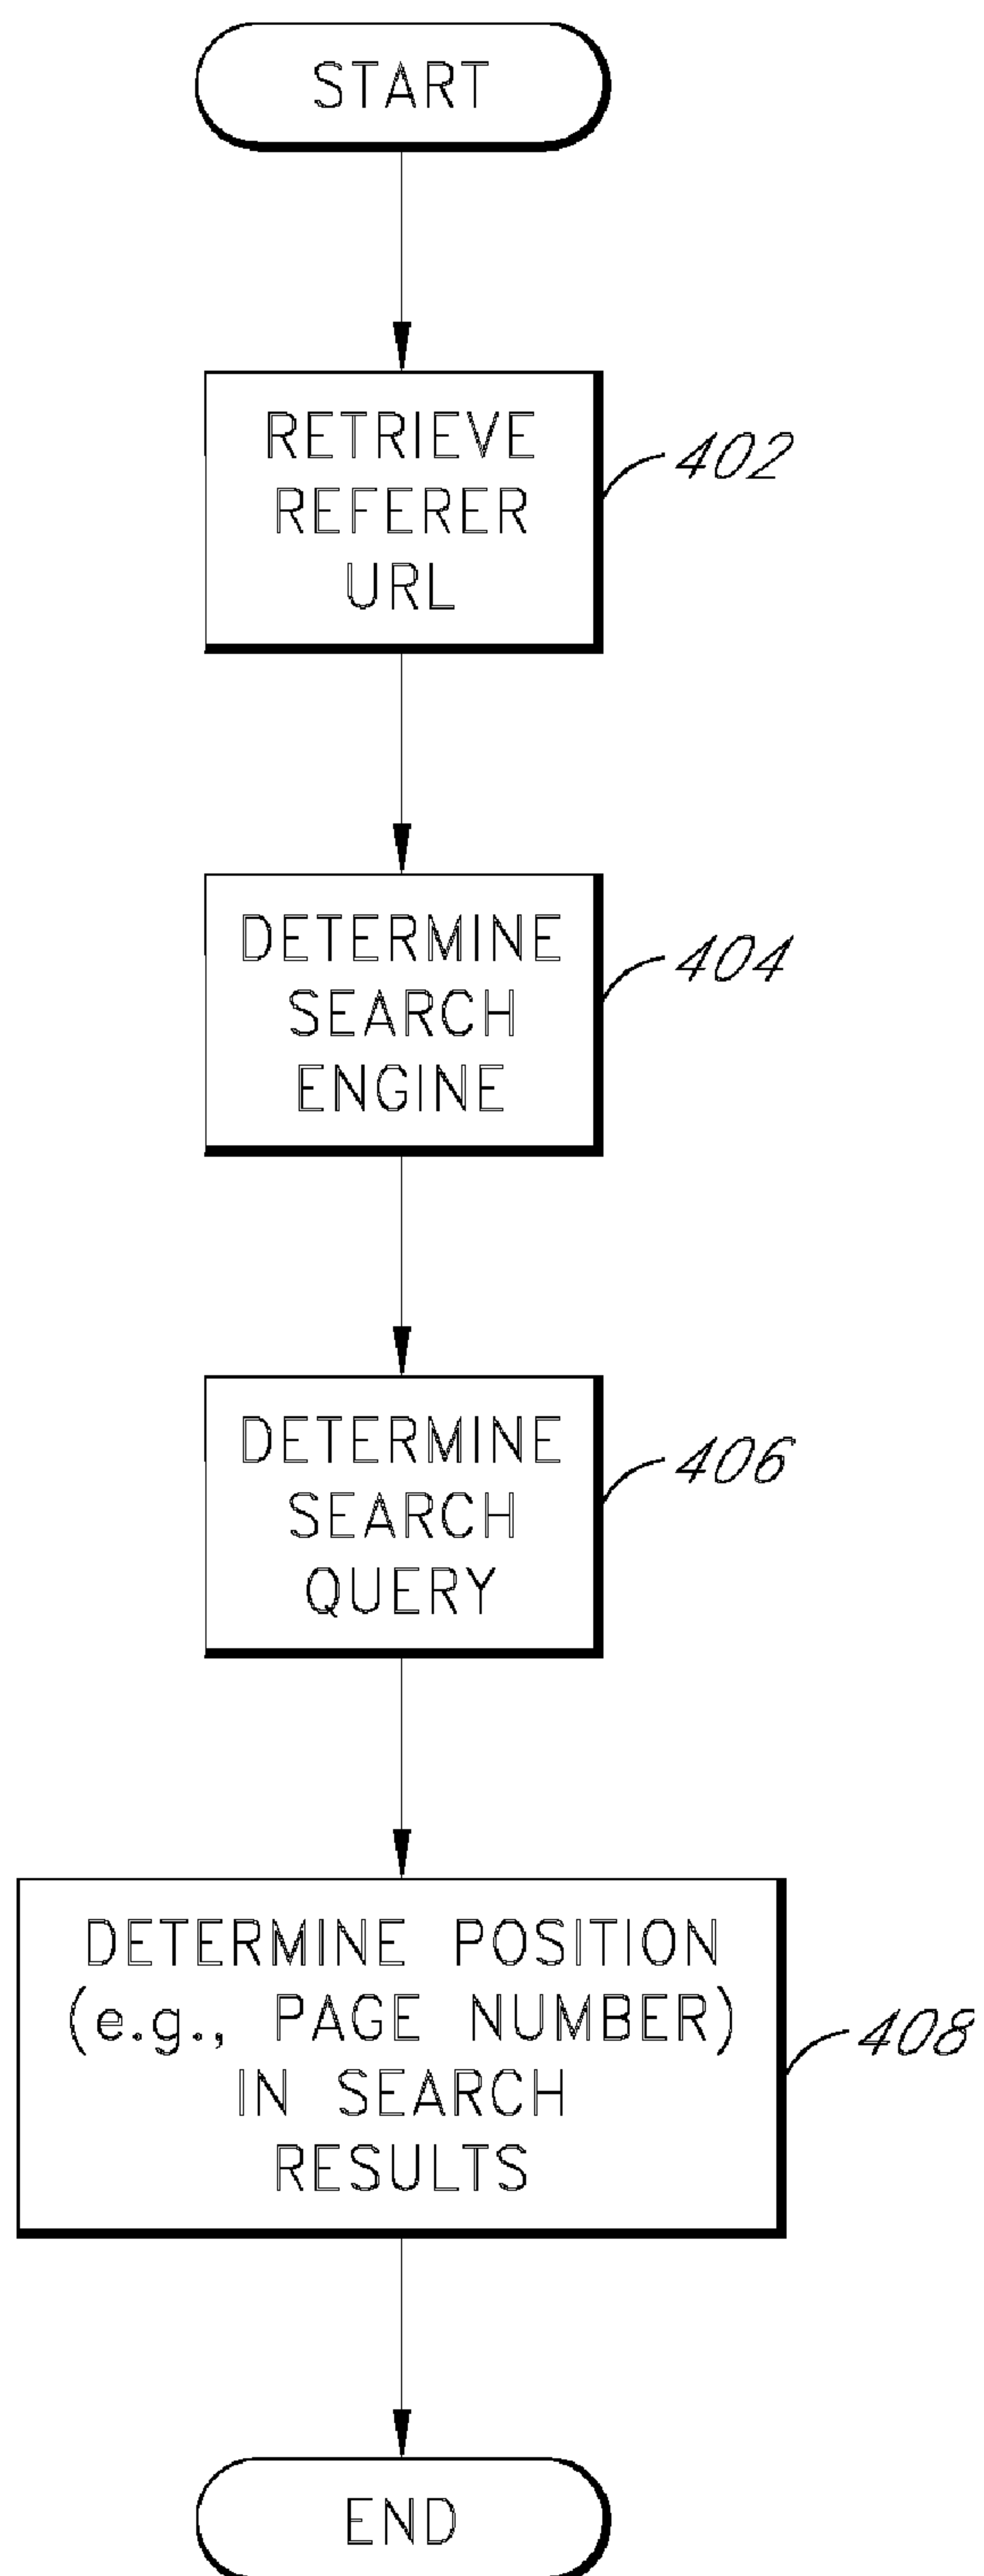 START
RETRIEVE
REFERER
URL
402
DETERMINE
SEARCH
ENGINE
404
DETERMINE
SEARCH
QUERY
406
DETERMINE POSITION
(e.g., PAGE NUMBER)
IN SEARCH
RESULTS
408
END